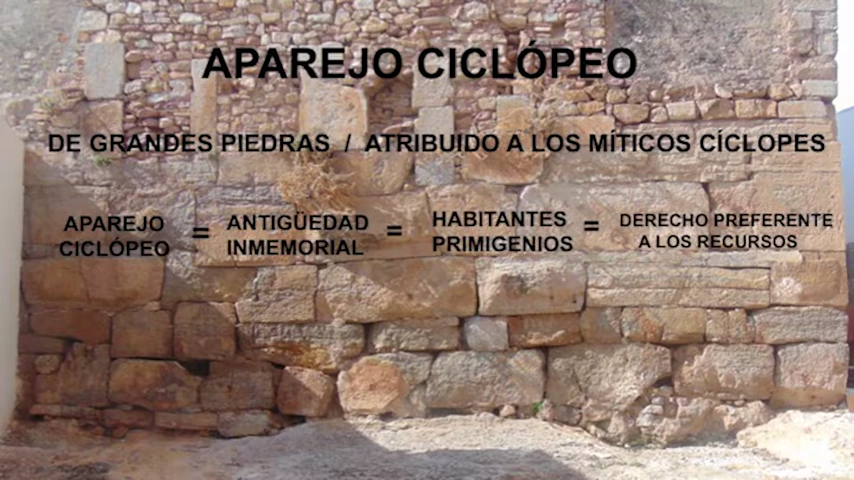 APAREJO CICLÓPEO
DE GRANDES PIEDRAS / ATRIBUIDO A LOS MÍTICOS CÍCLOPES
APAREJO CICLÓPEO = ANTIGÜEDAD INMEMORIAL = HABITANTES PRIMIGENIOS = DERECHO PREFERENTE A LOS RECURSOS